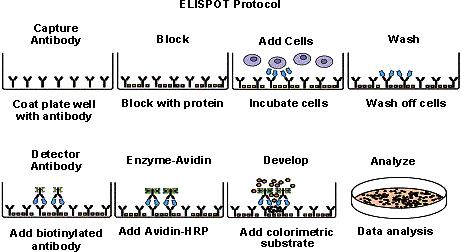 ELISPOT Protocol
Capture
Antibody
Block
Add Cells
Wash
Coat plate well
with antibody
Block with protein
Incubate cells
Wash off cells
Detector
Antibody
Enzyme-Avidin
Develop
Analyze
Add biotinylated
antibody
Add Avidin-HRP
Add colorimetric
substrate
Data analysis